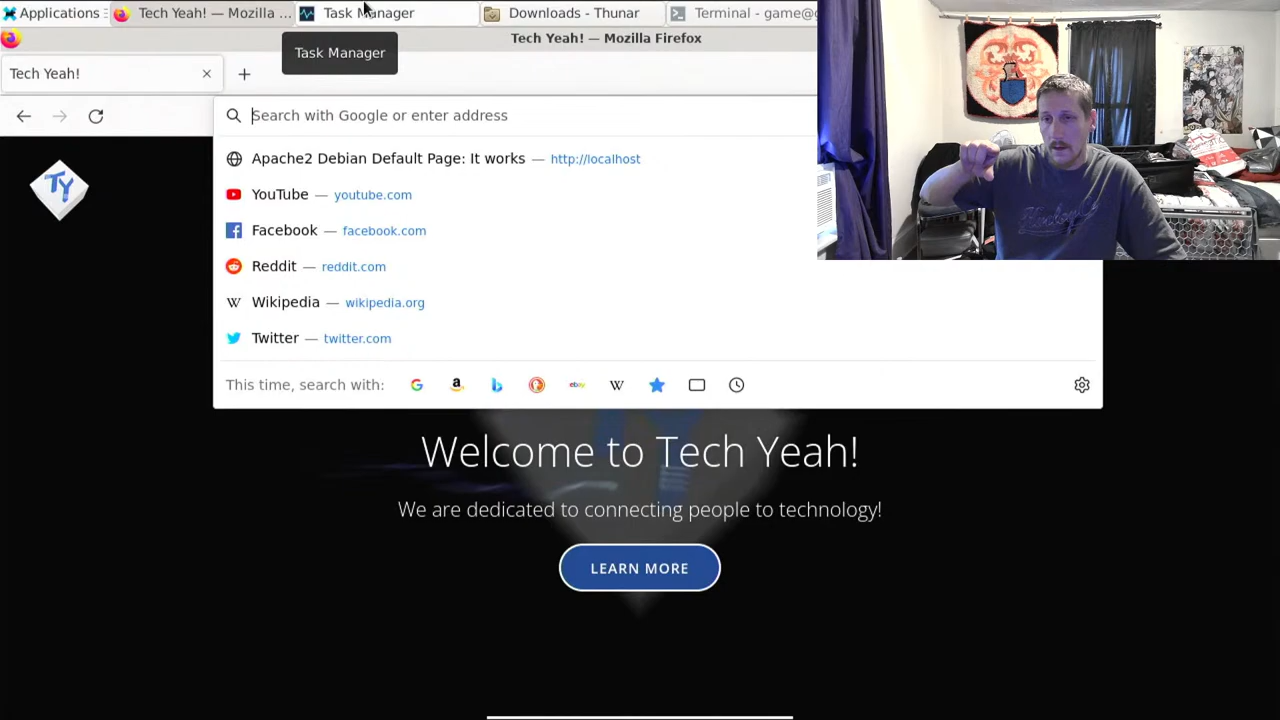 Applications
Tech Yeah! — Mozilla ...
Task Manager
Downloads - Thunar
Terminal - game@
Tech Yeah! — Mozilla Firefox
Task Manager
Tech Yeah!
Search with Google or enter address
Apache2 Debian Default Page: It works — http://localhost
YouTube — youtube.com
Facebook — facebook.com
Reddit — reddit.com
W Wikipedia — wikipedia.org
Twitter — twitter.com
This time, search with: G a b ebay W
TY
Welcome to Tech Yeah!
We are dedicated to connecting people to technology!
LEARN MORE